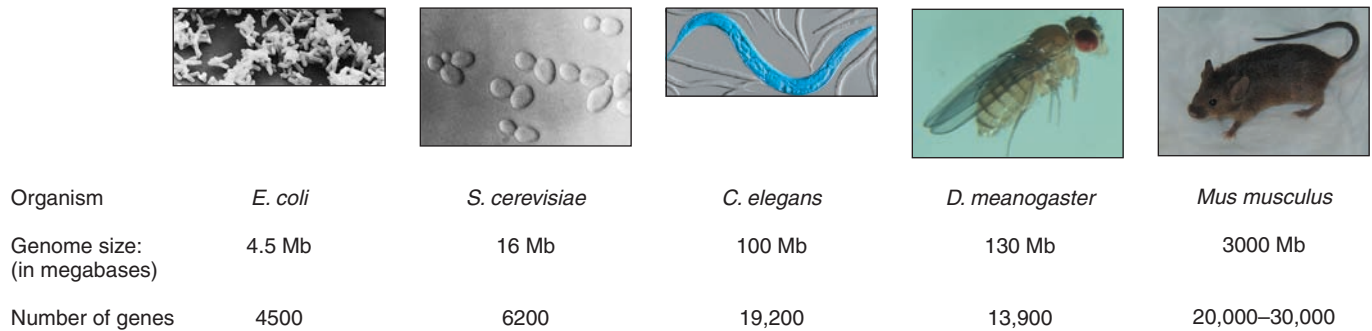 Organism E. coli S. cerevisiae C. elegans D. meanogaster Mus musculus
Genome size: 4.5 Mb 16 Mb 100 Mb 130 Mb 3000 Mb
(in megabases)
Number of genes 4500 6200 19,200 13,900 20,000–30,000